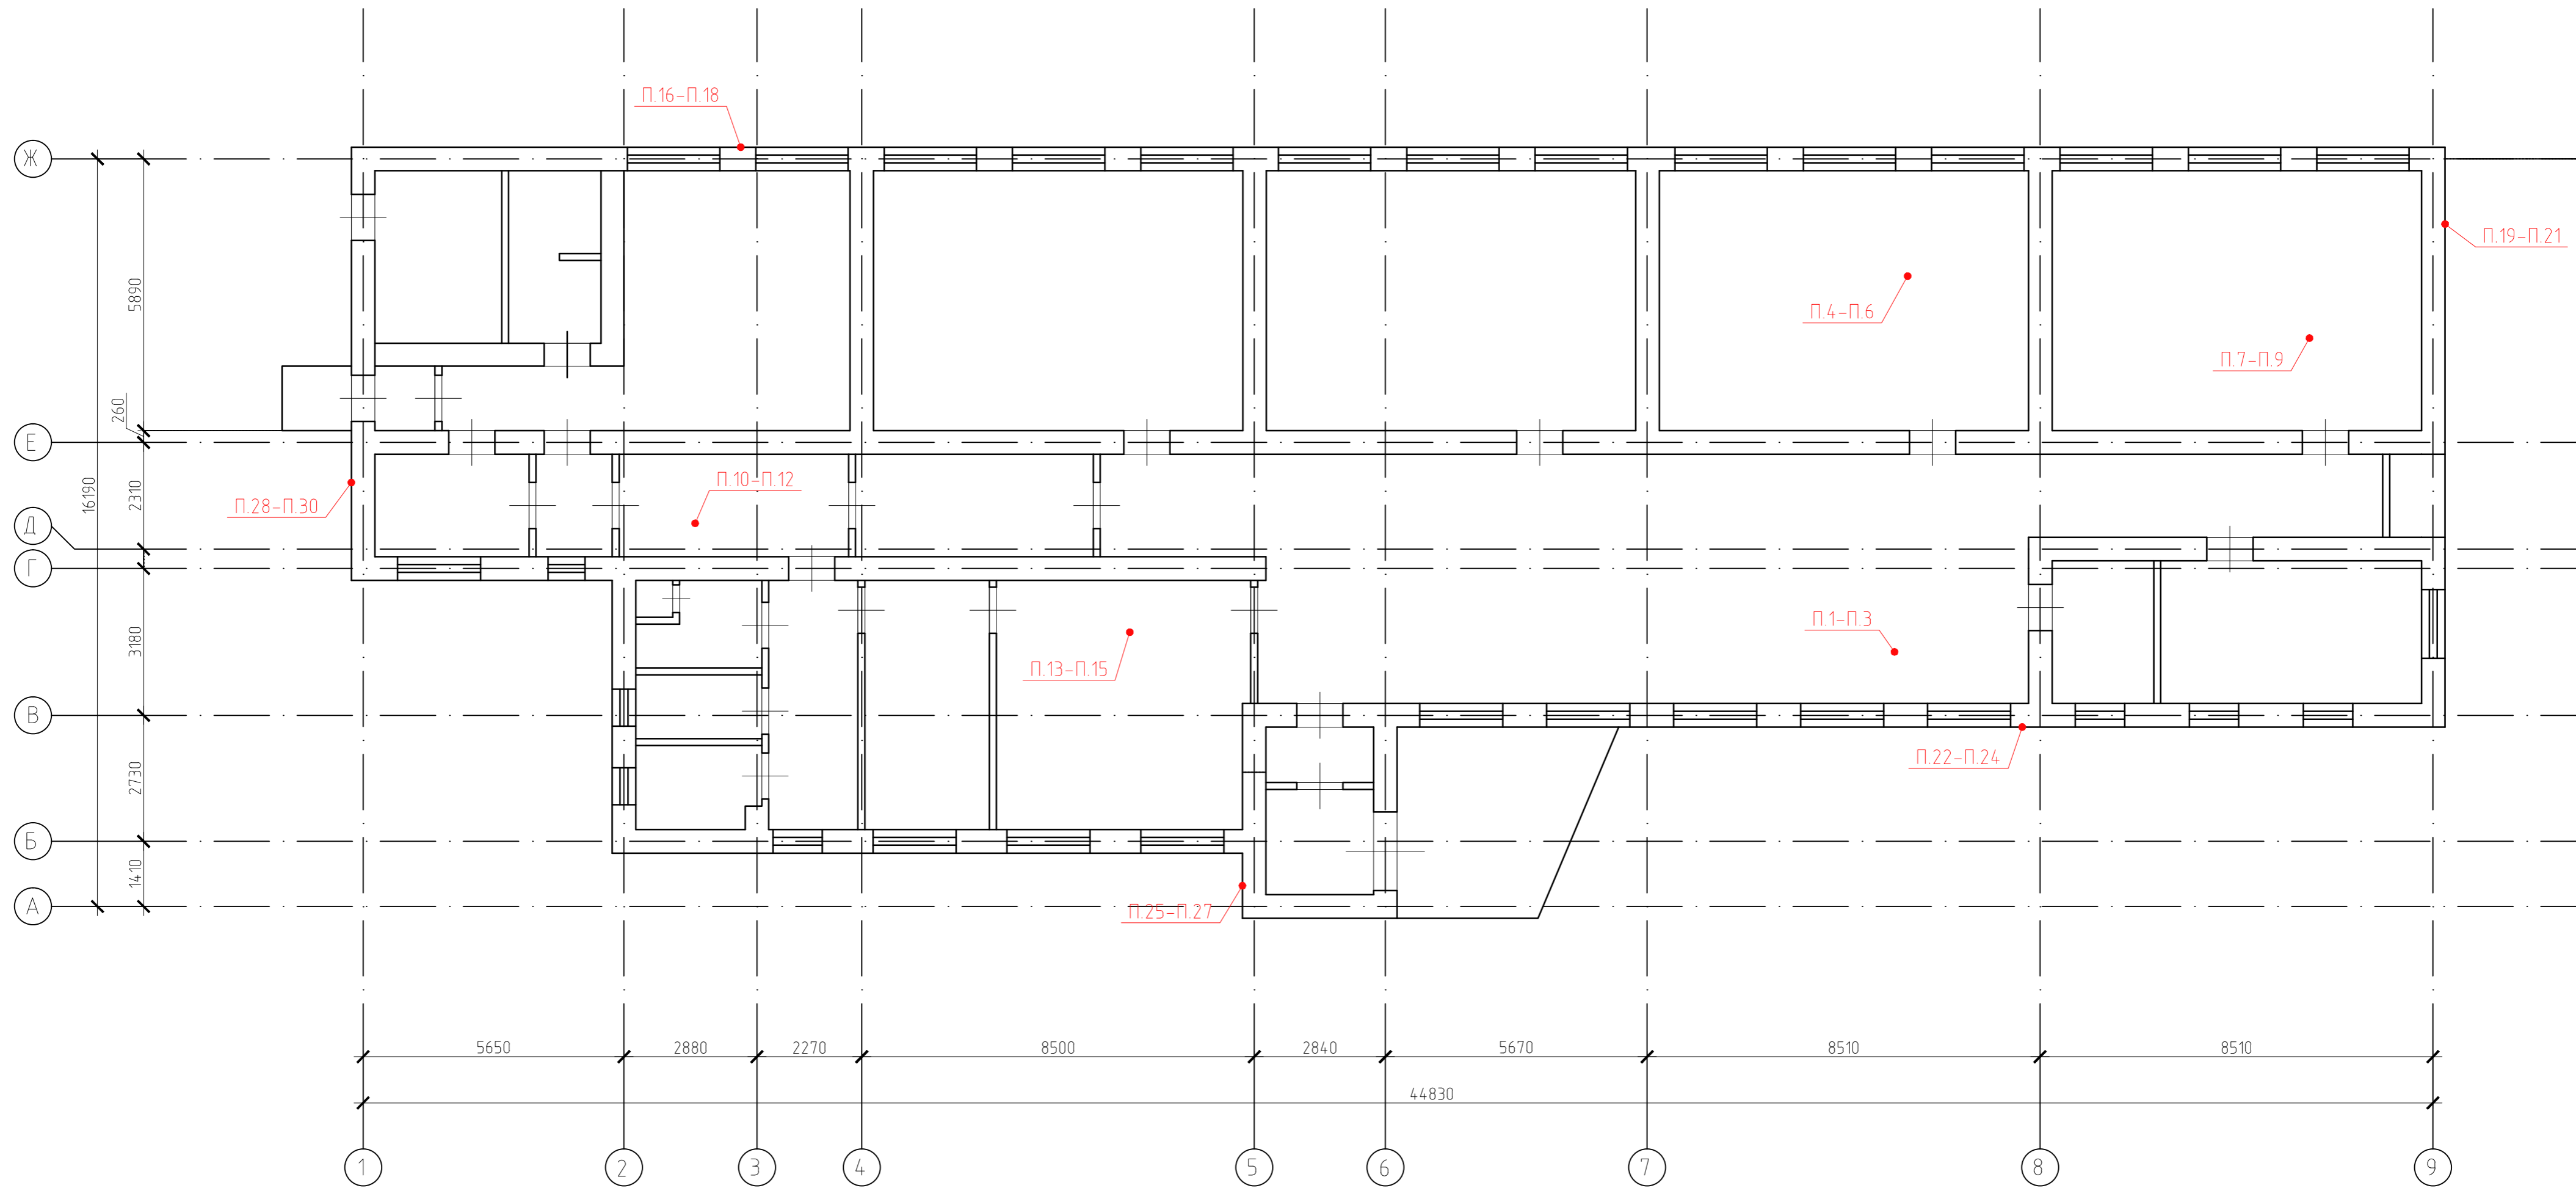 П.16-П.18
Ж
П.19-П.21
5890
П.4-П.6
П.7-П.9
260
Е
16190
2310
П.10-П.12
П.28-П.30
Д
Г
3180
П.1-П.3
П.13-П.15
В
2730
П.22-П.24
Б
1410
А
П.25-П.27
5650 2880 2270 8500 2840 5670 8510 8510
44830
1 2 3 4 5 6 7 8 9